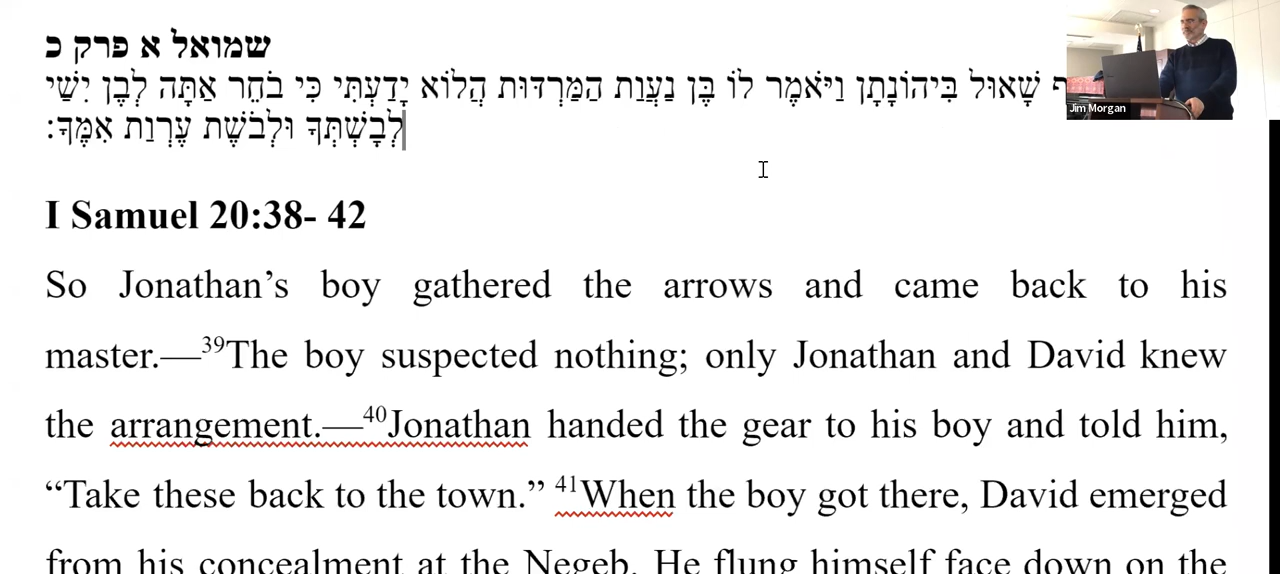 שמואל א פרק כ
ף שָׁאוּל בִּיהוֹנָתָן וַיֹּאמֶר לוֹ בֶּן נַעֲוַת הַמַּרְדּוּת הֲלוֹא יָדַעְתִּי כִּי בֹחֵר אַתָּה לְבֶן יִשַׁי
לְבָשְׁתְּךָ וּלְבֹשֶׁת עֶרְוַת אִמֶּךָ:
Jim Morgan
I Samuel 20:38- 42
So Jonathan’s boy gathered the arrows and came back to his
master.—39The boy suspected nothing; only Jonathan and David knew
the arrangement.—40Jonathan handed the gear to his boy and told him,
“Take these back to the town.” 41When the boy got there, David emerged
from his concealment at the Negeb. He flung himself face down on the